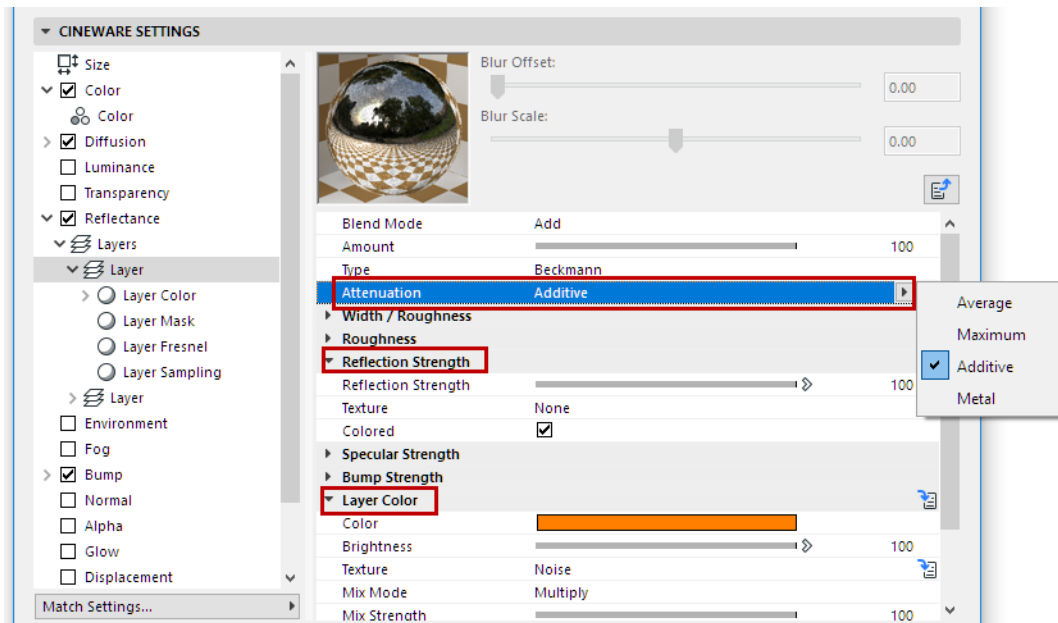 CINEWARE SETTINGS
Size
Color
Color
Diffusion
Luminance
Transparency
Reflectance
Layers
Layer
Layer Color
Layer Mask
Layer Fresnel
Layer Sampling
Layer
Environment
Fog
Bump
Normal
Alpha
Glow
Displacement
Match Settings...
Blur Offset:
0.00
Blur Scale:
0.00
Blend Mode Add
Amount 100
Type Beckmann
Attenuation Additive
Width / Roughness
Roughness
Reflection Strength
Reflection Strength 100
Texture None
Colored
Specular Strength
Bump Strength
Layer Color
Color
Brightness 100
Texture Noise
Mix Mode Multiply
Mix Strength 100
Average
Maximum
Additive
Metal